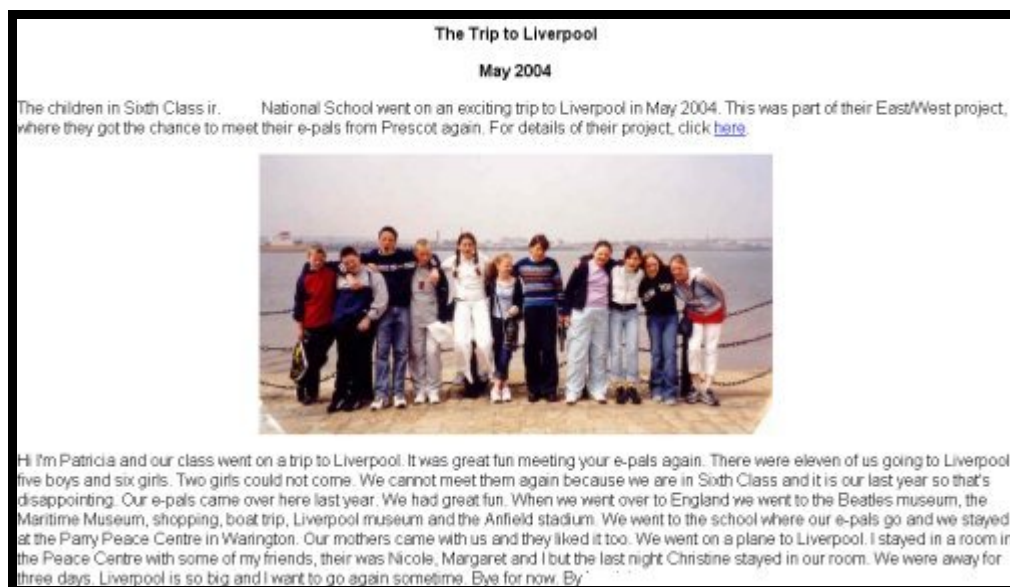 The Trip to Liverpool
May 2004
The children in Sixth Class ir. National School went on an exciting trip to Liverpool in May 2004. This was part of their East/West project,
where they got the chance to meet their e-pals from Prescot again. For details of their project, click here.
Hi I'm Patricia and our class went on a trip to Liverpool. It was great fun meeting your e-pals again. There were eleven of us going to Liverpool
five boys and six girls. Two girls could not come. We cannot meet them again because we are in Sixth Class and it is our last year so that's
disappointing. Our e-pals came over here last year. We had great fun. When we went over to England we went to the Beatles museum, the
Maritime Museum, shopping, boat trip, Liverpool museum and the Anfield stadium. We went to the school where our e-pals go and we stayed
at the Parry Peace Centre in Warington. Our mothers came with us and they liked it too. We went on a plane to Liverpool. I stayed in a room in
the Peace Centre with some of my friends, their was Nicole, Margaret and I but the last night Christine stayed in our room. We were away for
three days. Liverpool is so big and I want to go again sometime. Bye for now. By